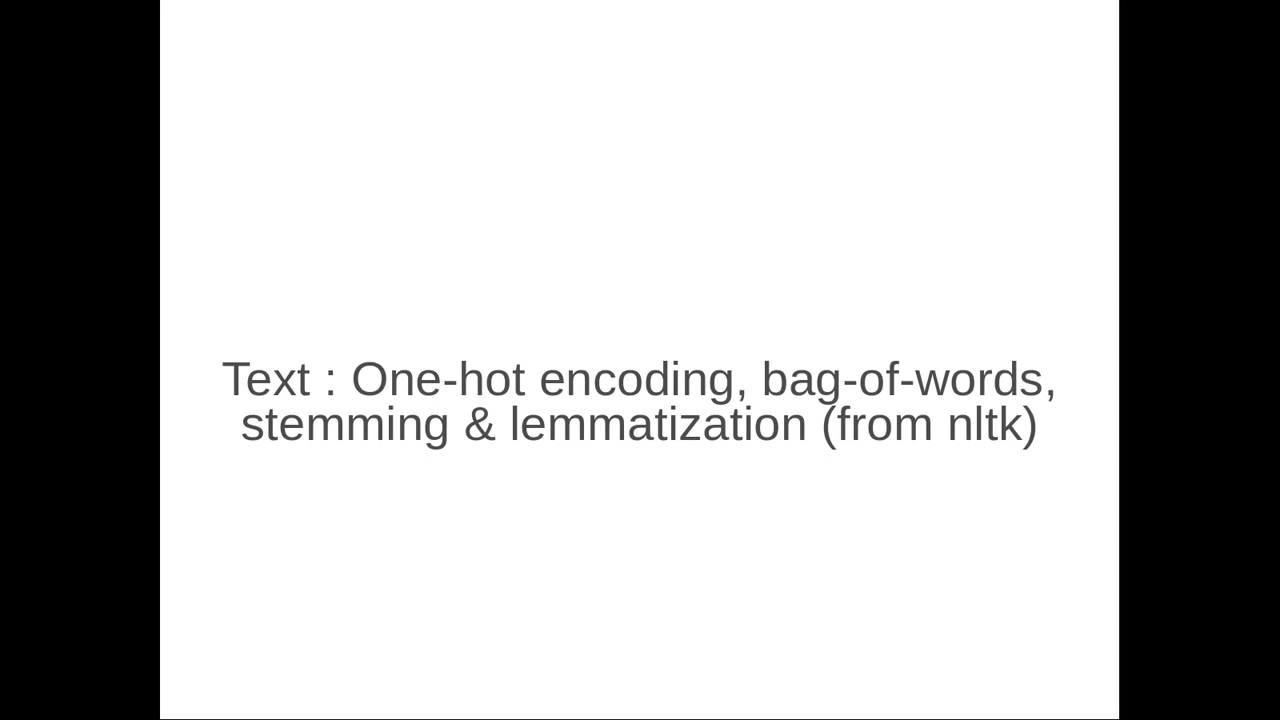 Text : One-hot encoding, bag-of-words,
stemming & lemmatization (from nltk)